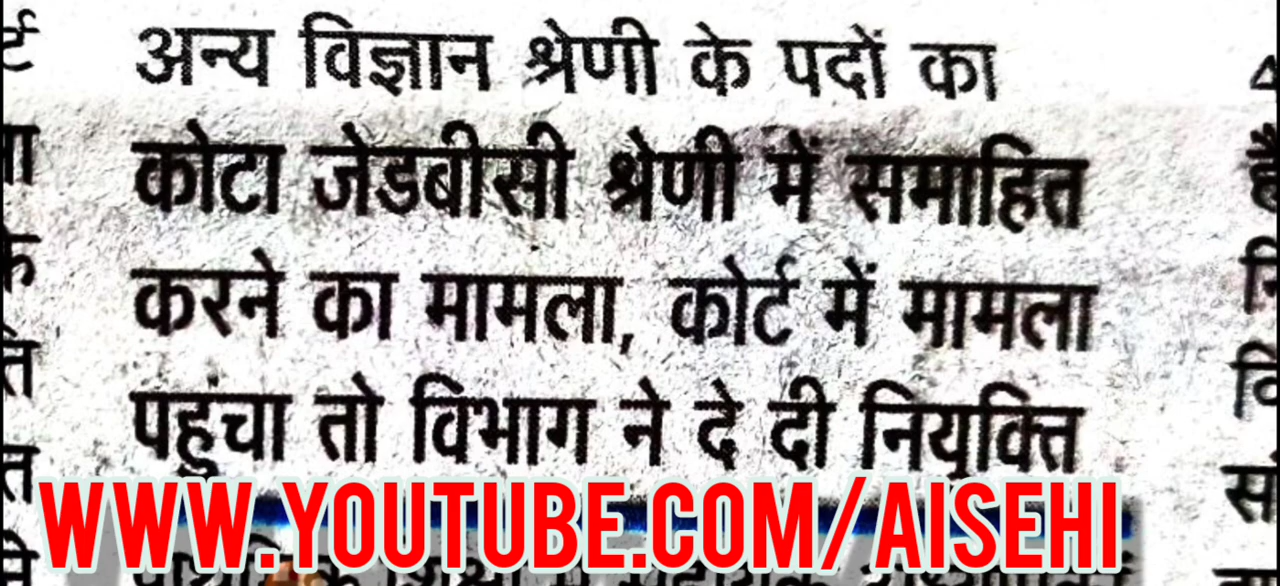 अन्य विज्ञान श्रेणी के पदों का
कोटा जेडबीसी श्रेणी में समाहित
करने का मामला, कोर्ट में मामला
पहुंचा तो विभाग ने दे दी नियुक्ति
WWW.YOUTUBE.COM/AISEHI